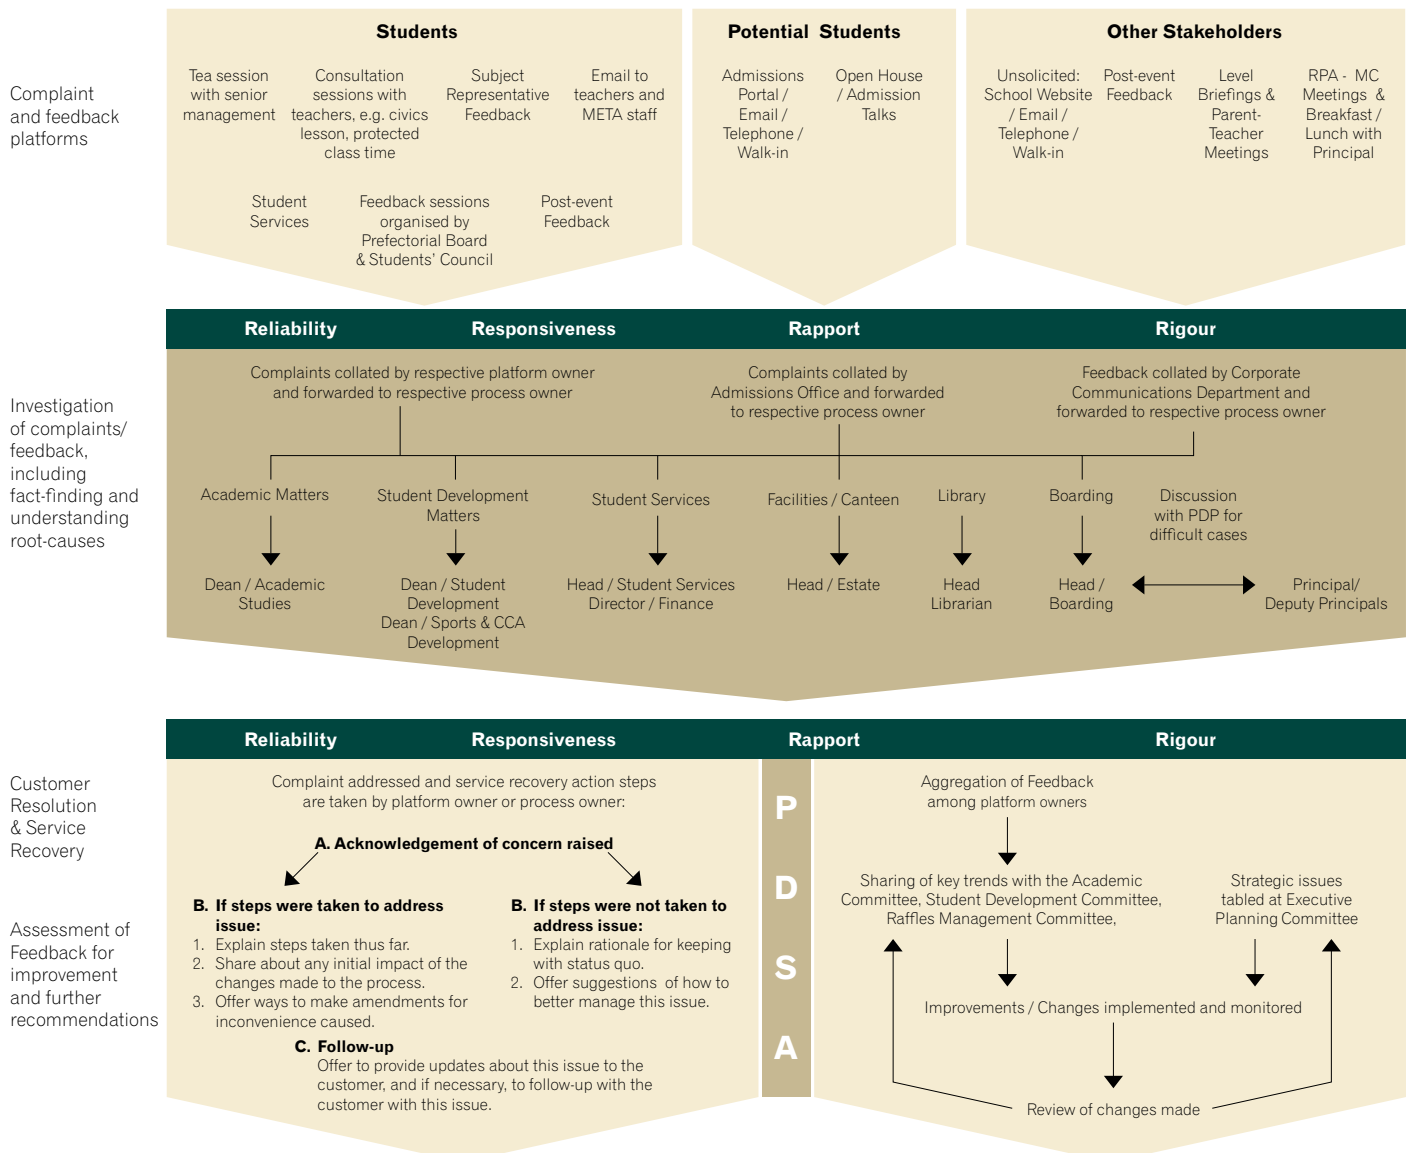 Complaint
and feedback
platforms
Students
Tea session
with senior
management
Consultation
sessions with
teachers, e.g. civics
lesson, protected
class time
Subject
Representative
Feedback
Email to
teachers and
META staff
Student
Services
Feedback sessions
organised by
Prefectorial Board
& Students' Council
Post-event
Feedback
Potential Students
Admissions
Portal /
Email /
Telephone /
Walk-in
Open House
/ Admission
Talks
Other Stakeholders
Unsolicited:
School Website
/ Email /
Telephone /
Walk-in
Post-event
Feedback
Level
Briefings &
Parent-
Teacher
Meetings
RPA - MC
Meetings &
Breakfast /
Lunch with
Principal
Reliability
Responsiveness
Rapport
Rigour
Investigation
of complaints/
feedback,
including
fact-finding and
understanding
root-causes
Complaints collated by respective platform owner
and forwarded to respective process owner
Complaints collated by
Admissions Office and forwarded
to respective process owner
Feedback collated by Corporate
Communications Department and
forwarded to respective process owner
Academic Matters
Student Development
Matters
Student Services
Facilities / Canteen
Library
Boarding
Discussion
with PDP for
difficult cases
Dean / Academic
Studies
Dean / Student
Development
Dean / Sports & CCA
Development
Head / Student Services
Director / Finance
Head / Estate
Head
Librarian
Head /
Boarding
Principal/
Deputy Principals
Reliability
Responsiveness
Rapport
Rigour
Customer
Resolution
& Service
Recovery
Assessment of
Feedback for
improvement
and further
recommendations
Complaint addressed and service recovery action steps
are taken by platform owner or process owner:
A. Acknowledgement of concern raised
B. If steps were taken to address
issue:
1. Explain steps taken thus far.
2. Share about any initial impact of the
changes made to the process.
3. Offer ways to make amendments for
inconvenience caused.
B. If steps were not taken to
address issue:
1. Explain rationale for keeping
with status quo.
2. Offer suggestions of how to
better manage this issue.
C. Follow-up
Offer to provide updates about this issue to the
customer, and if necessary, to follow-up with the
customer with this issue.
P
D
S
A
Aggregation of Feedback
among platform owners
Sharing of key trends with the Academic
Committee, Student Development Committee,
Raffles Management Committee,
Strategic issues
tabled at Executive
Planning Committee
Improvements / Changes implemented and monitored
Review of changes made